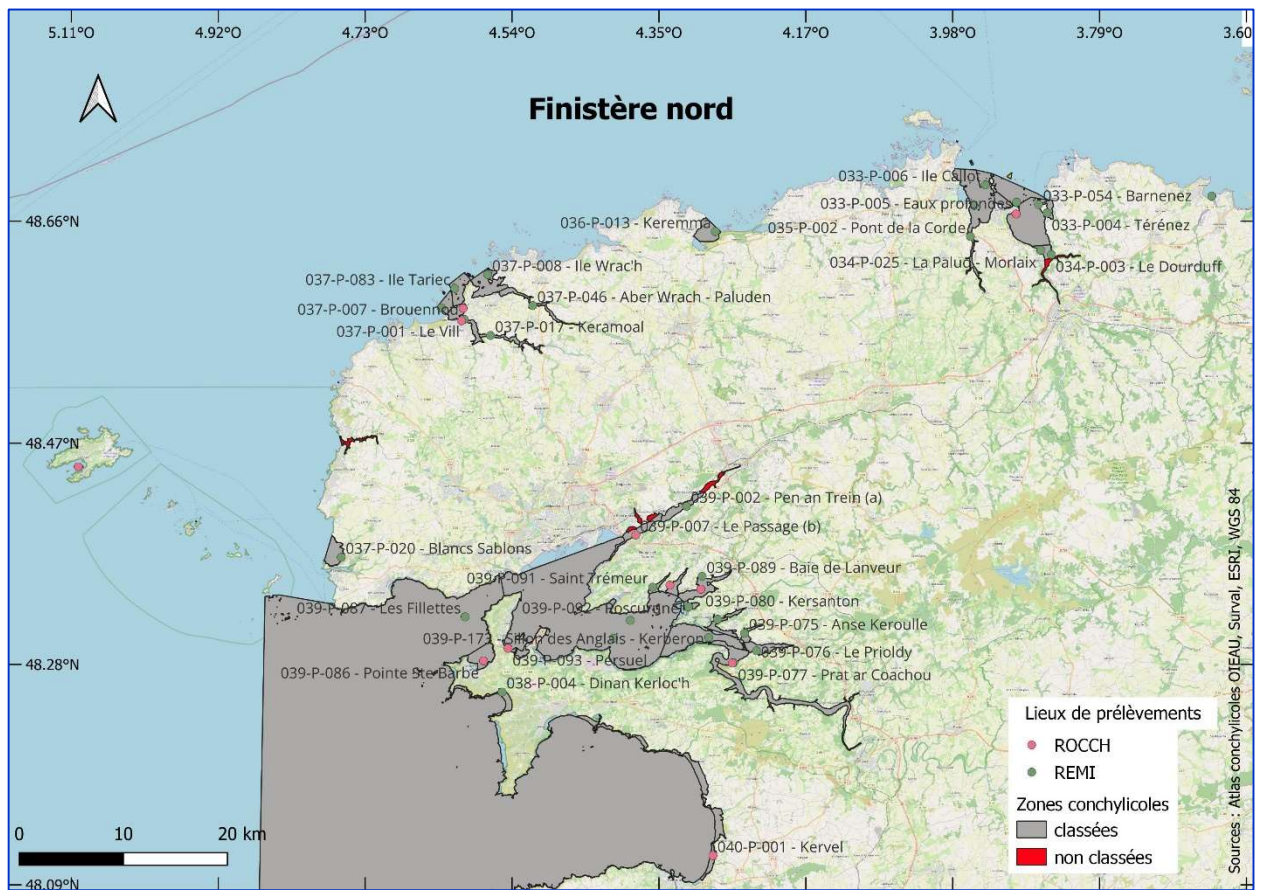 5.11°O 4.92°O 4.73°O 4.54°O 4.35°O 4.17°O 3.98°O 3.79°O 3.60
Finistère nord
033-P-006 - Ile Callot
033-P-005 - Eaux profondes
033-P-054 - Barnenez
48.66°N
036-P-013 - Keremma
035-P-002 - Pont de la Corde
033-P-004 - Térénez
034-P-025 - La Palud - Morlaix
034-P-003 - Le Dourduff
037-P-008 - Ile Wrac'h
037-P-083 - Ile Tariec
037-P-046 - Aber Wrach - Paluden
037-P-007 - Brouennou
037-P-001 - Le Vill
037-P-017 - Keramoal
48.47°N
039-P-002 - Pen an Trein (a)
039-P-007 - Le Passage (b)
037-P-020 - Blancs Sablons
039-P-089 - Baie de Lanveur
039-P-091 - Saint Trémeur
039-P-087 - Les Fillettes
039-P-092 - Roscanvel
039-P-080 - Kersanton
039-P-075 - Anse Keroulle
039-P-173 - Sillon des Anglais - Kerberon
039-P-076 - Le Prioldy
48.28°N
039-P-093 - Persuel
039-P-086 - Pointe Ste Barbe
039-P-077 - Prat ar Coachou
038-P-004 - Dinan Kerloc'h
Lieux de prélèvements
ROCCH
REMI
Zones conchylicoles
classées
non classées
0 10 20 km
040-P-001 - Kervel
48.09°N
Sources : Atlas conchylicoles OIEAU, Surval, ESRI, WGS 84